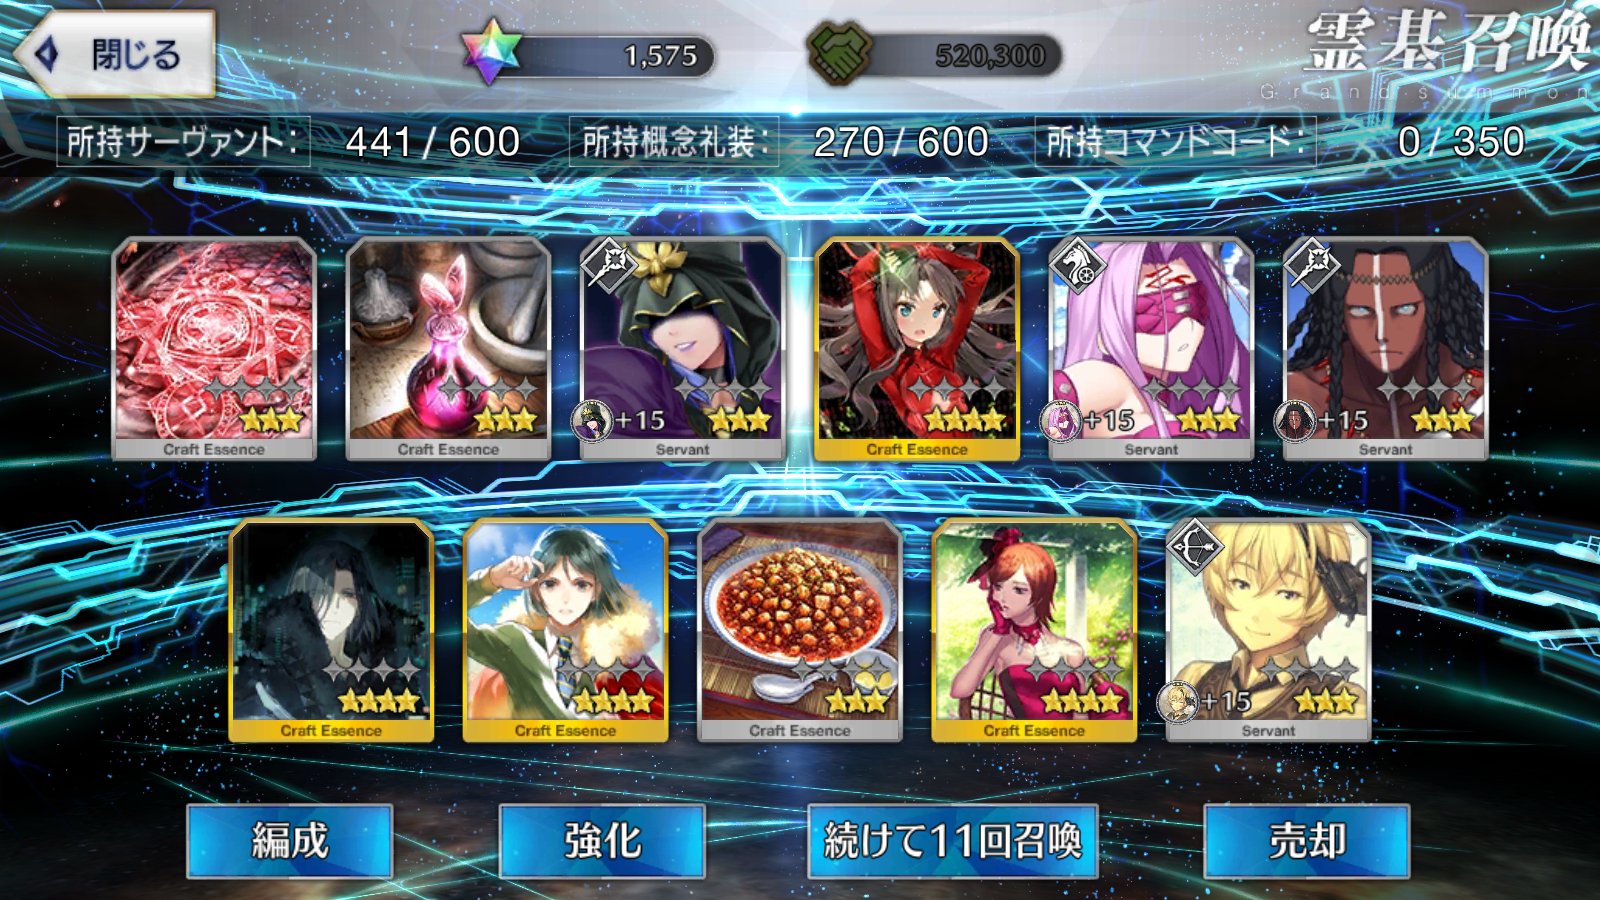 閉じる
1,575
520,300
霊基召喚
Grand summon
所持サーヴァント:
441 / 600
所持概念礼装:
270 / 600
所持コマンドコード:
0 / 350
Craft Essence
Craft Essence
+15
Servant
Craft Essence
+15
Servant
+15
Servant
Craft Essence
Craft Essence
Craft Essence
Craft Essence
+15
Servant
編成
強化
続けて11回召喚
売却